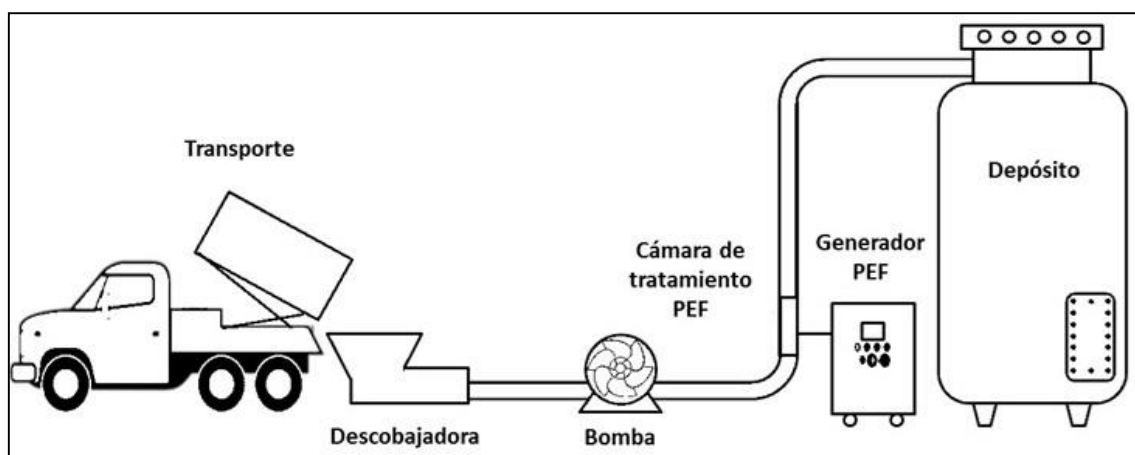 Transporte
Descobajadora
Bomba
Cámara de
tratamiento
PEF
Generador
PEF
Depósito